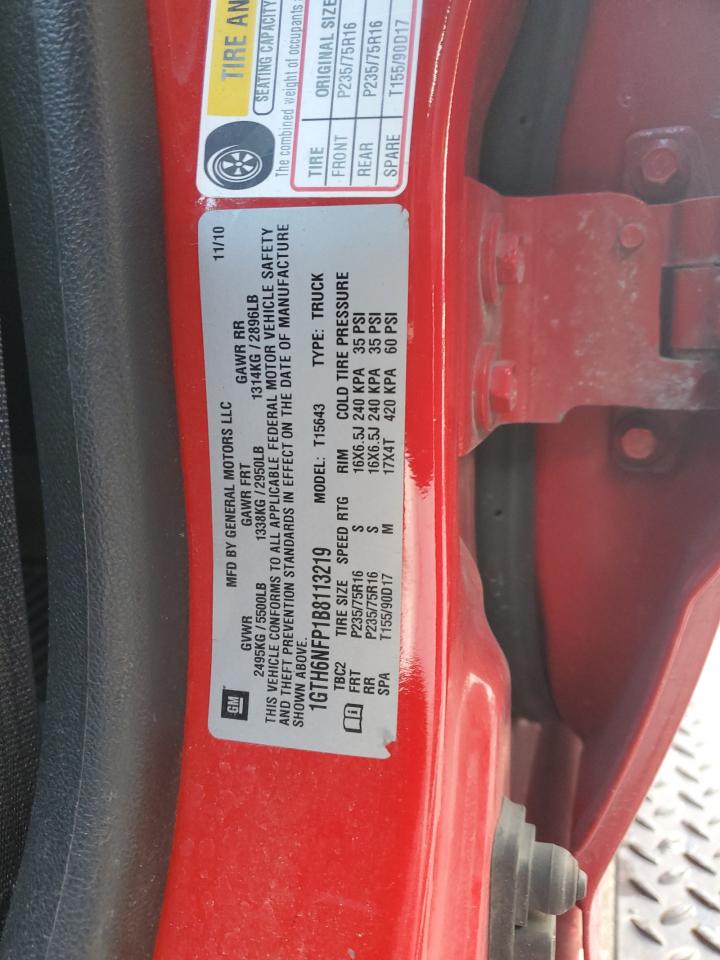 TIRE AN
SEATING CAPACITY
The combined weight of occupants
TIRE ORIGINAL SIZE
FRONT P235/75R16
REAR P235/75R16
SPARE T155/90D17
11/10
GM
MFD BY GENERAL MOTORS LLC
GVWR GAWR FRT GAWR RR
2495KG / 5500LB 1338KG / 2950LB 1314KG / 2896LB
THIS VEHICLE CONFORMS TO ALL APPLICABLE FEDERAL MOTOR VEHICLE SAFETY
AND THEFT PREVENTION STANDARDS IN EFFECT ON THE DATE OF MANUFACTURE
SHOWN ABOVE.
1GTH6NFP1B8113219 MODEL: T15643 TYPE: TRUCK
TBC2 TIRE SIZE SPEED RTG RIM COLD TIRE PRESSURE
FRT P235/75R16 S 16X6.5J 240 KPA 35 PSI
RR P235/75R16 S 16X6.5J 240 KPA 35 PSI
SPA T155/90D17 M 17X4T 420 KPA 60 PSI